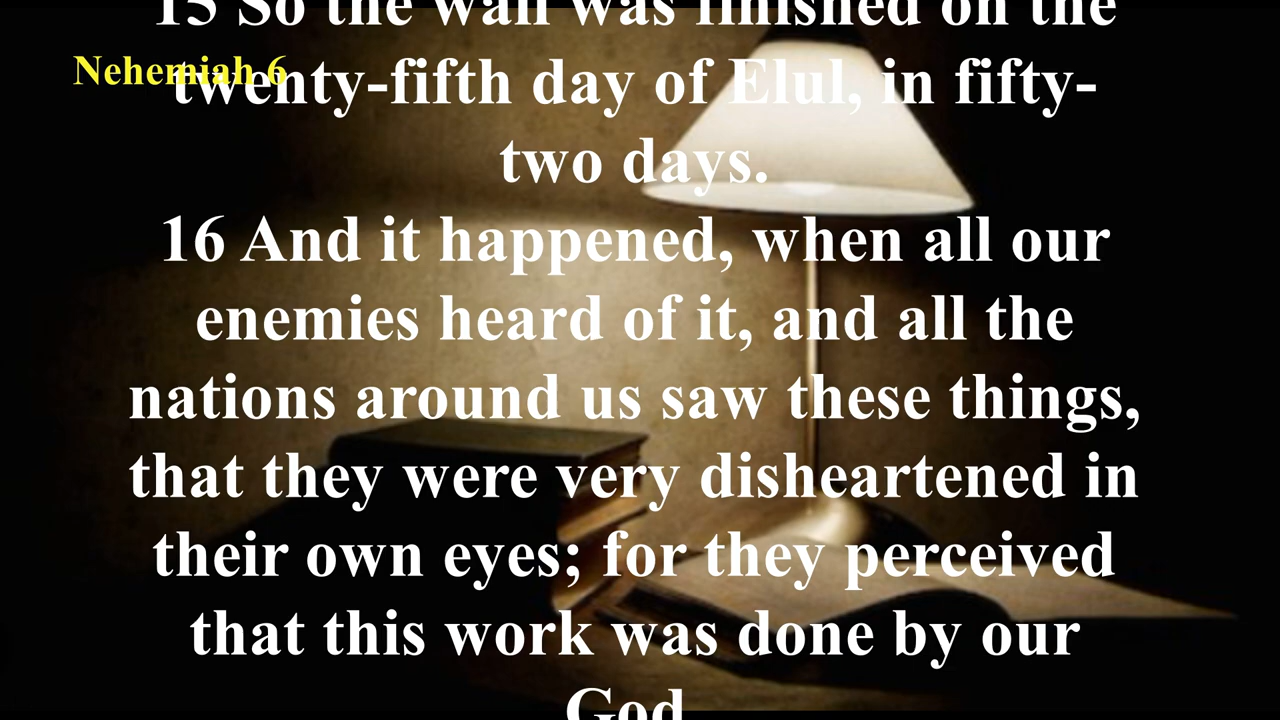 15 So the wall was finished on the
Nehemiah 6
twenty-fifth day of Elul, in fifty-
two days.
16 And it happened, when all our
enemies heard of it, and all the
nations around us saw these things,
that they were very disheartened in
their own eyes; for they perceived
that this work was done by our
God